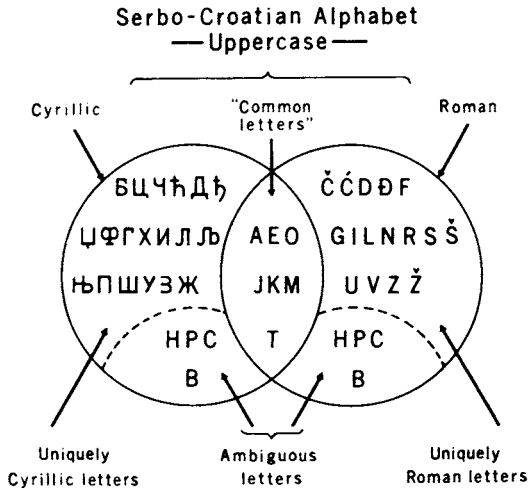 Serbo-Croatian Alphabet
Uppercase
Cyrillic
"Common
letters"
Roman
БЦЧЋДЂ
ЏФГХИЛЉ
ЊПШУЗЖ
HPC
B
AEO
JKM
T
ČĆDĐF
GILNRSŠ
UVZŽ
HPC
B
Uniquely
Cyrillic letters
Ambiguous
letters
Uniquely
Roman letters